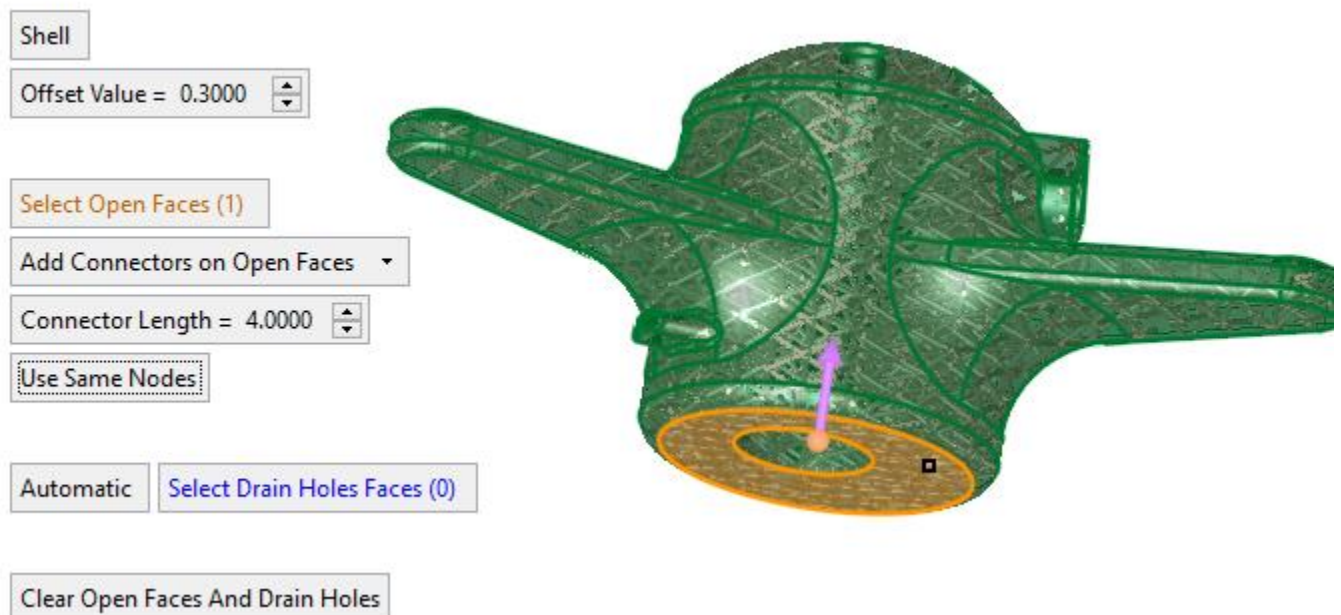 Shell
Offset Value = 0.3000
Select Open Faces (1)
Add Connectors on Open Faces
Connector Length = 4.0000
Use Same Nodes
Automatic Select Drain Holes Faces (0)
Clear Open Faces And Drain Holes